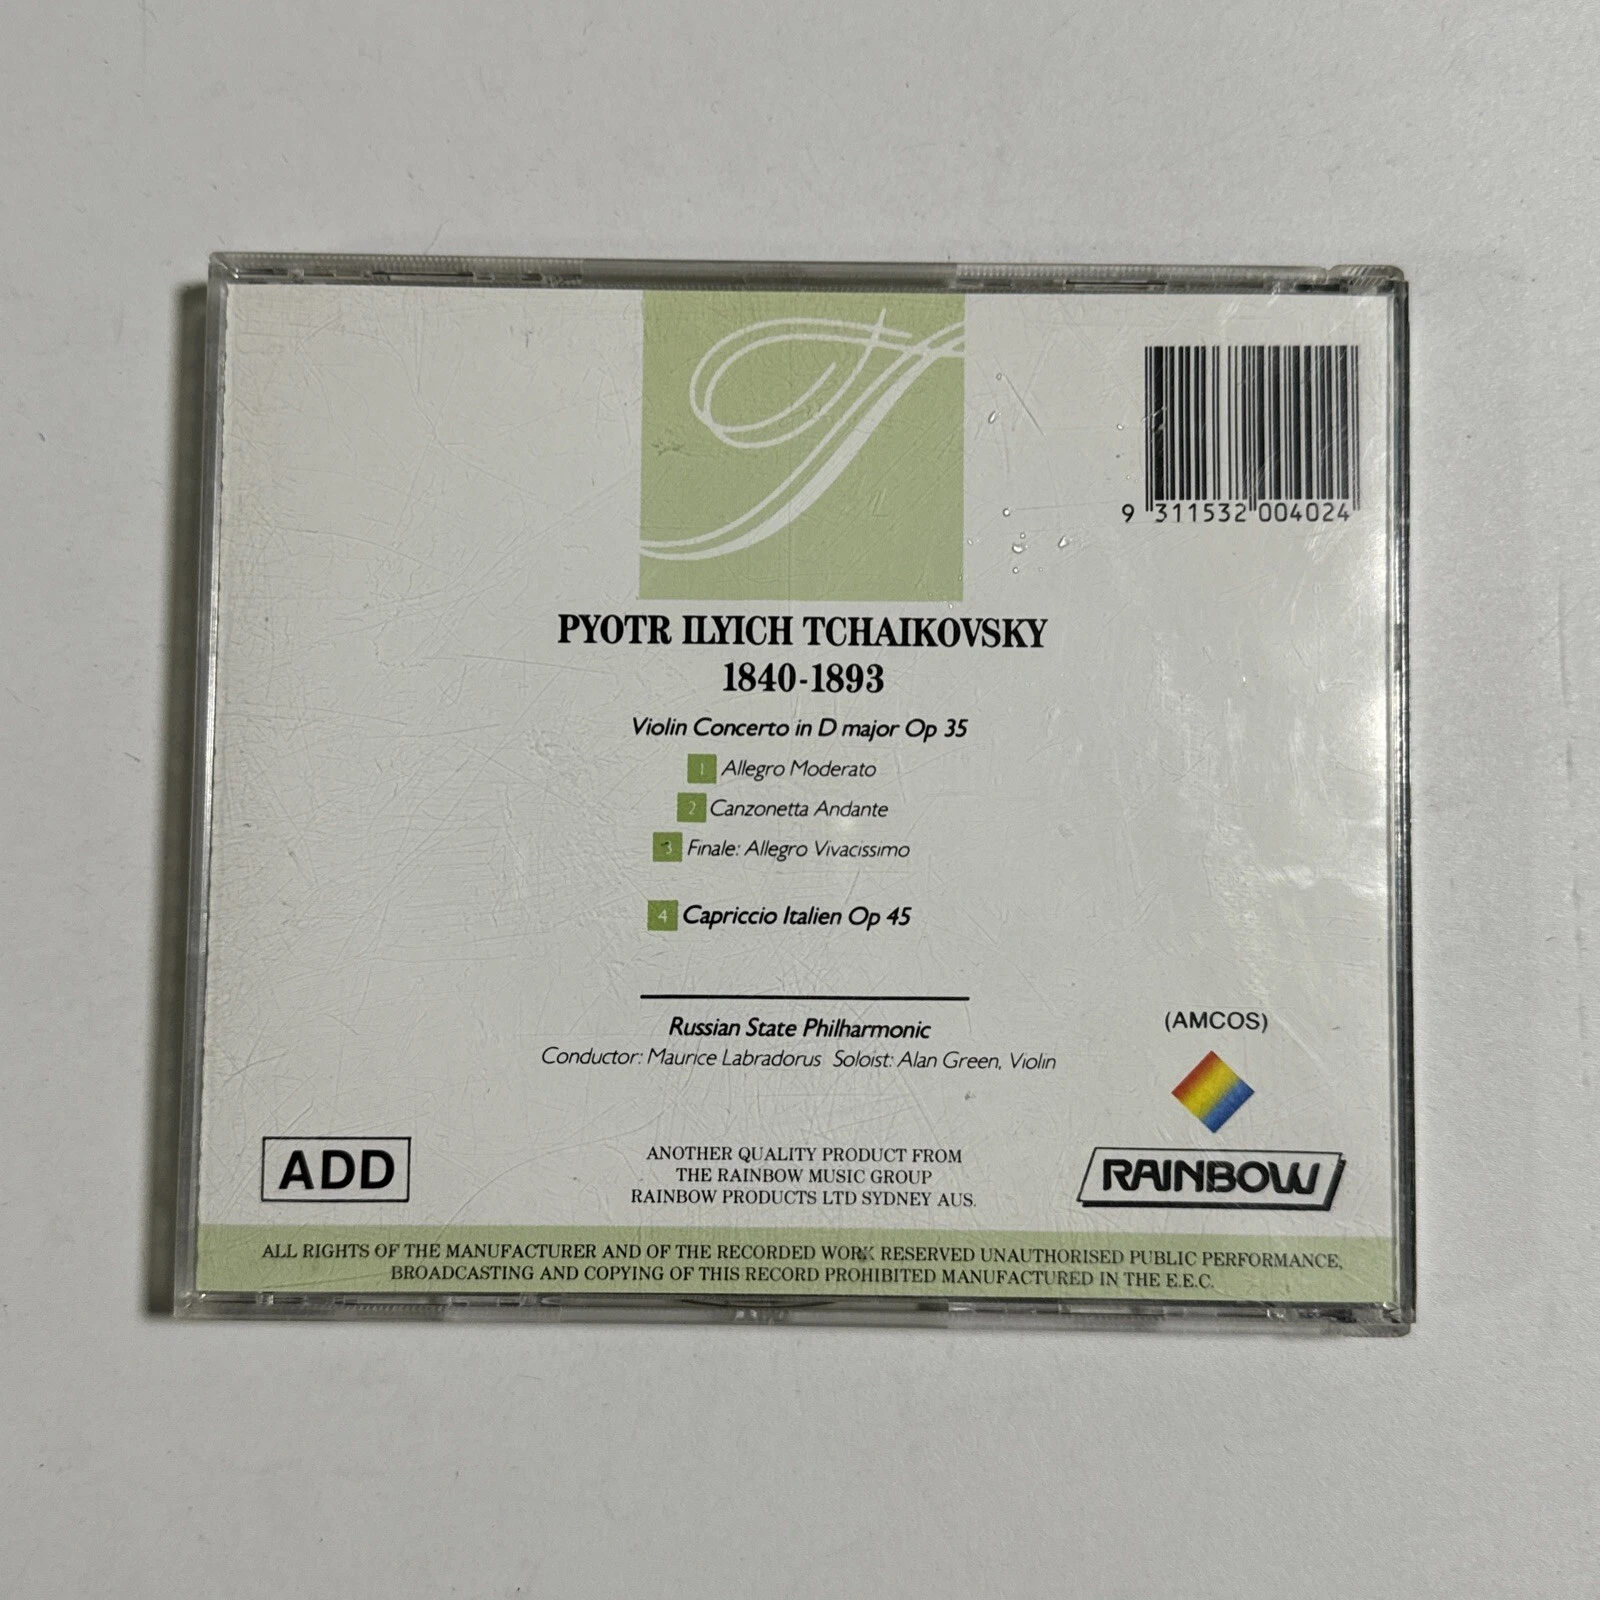 9 311532 004024
PYOTR ILYICH TCHAIKOVSKY
1840-1893
Violin Concerto in D major Op 35
1 Allegro Moderato
2 Canzonetta Andante
3 Finale: Allegro Vivacissimo
4 Capriccio Italien Op 45
Russian State Philharmonic
Conductor: Maurice Labradorus Soloist: Alan Green, Violin
(AMCOS)
ADD
ANOTHER QUALITY PRODUCT FROM
THE RAINBOW MUSIC GROUP
RAINBOW PRODUCTS LTD SYDNEY AUS.
RAINBOW
ALL RIGHTS OF THE MANUFACTURER AND OF THE RECORDED WORK RESERVED UNAUTHORISED PUBLIC PERFORMANCE,
BROADCASTING AND COPYING OF THIS RECORD PROHIBITED MANUFACTURED IN THE E.E.C.